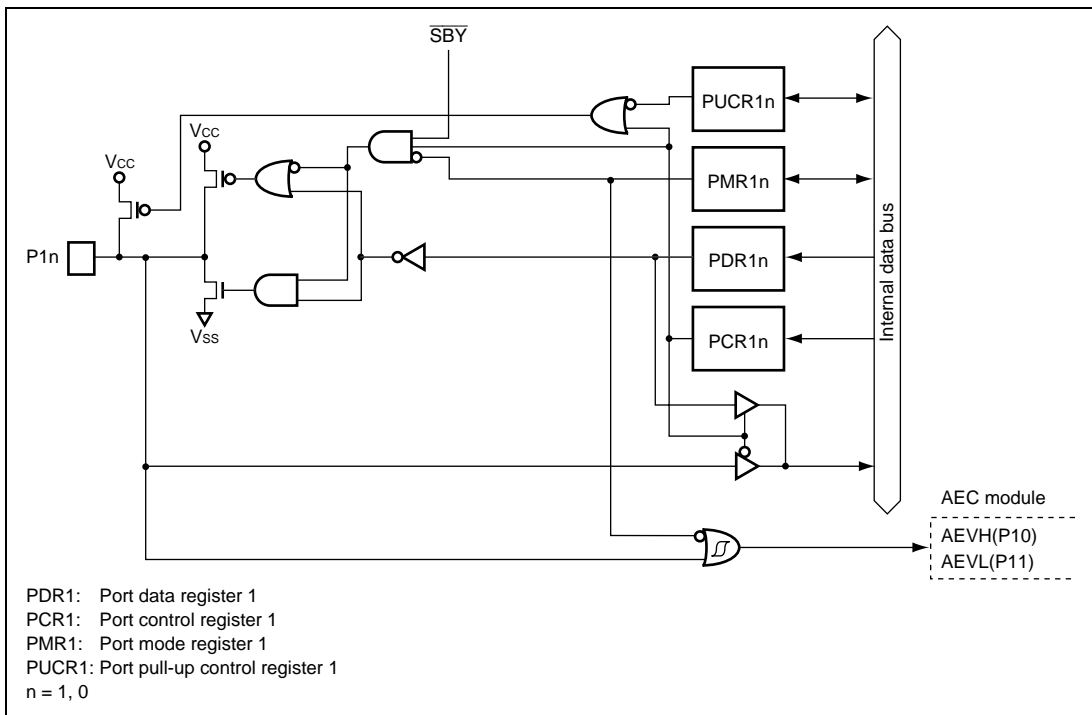 SBY
PUCR1n
VCC
VCC
PMR1n
P1n
PDR1n
Internal data bus
VSS
PCR1n
AEC module
AEVH(P10)
AEVL(P11)
PDR1: Port data register 1
PCR1: Port control register 1
PMR1: Port mode register 1
PUCR1: Port pull-up control register 1
n = 1, 0